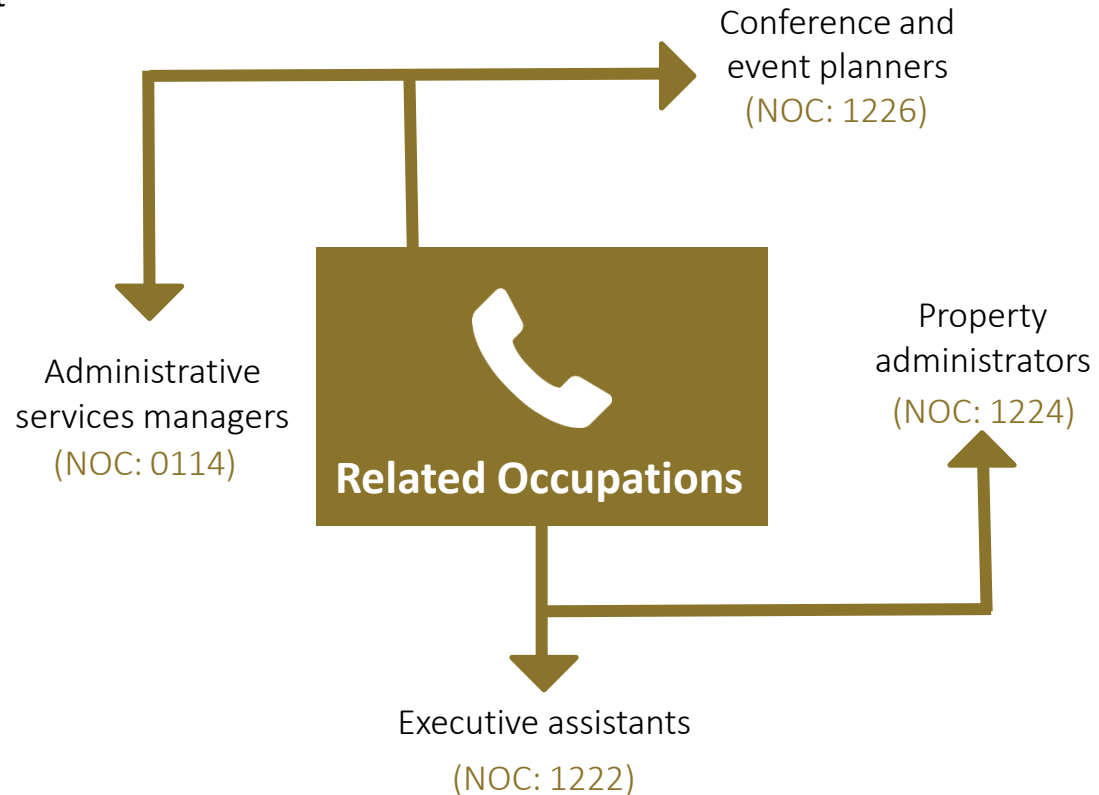 Conference and
event planners
(NOC: 1226)
Property
administrators
(NOC: 1224)
Administrative
services managers
(NOC: 0114)
Related Occupations
Executive assistants
(NOC: 1222)